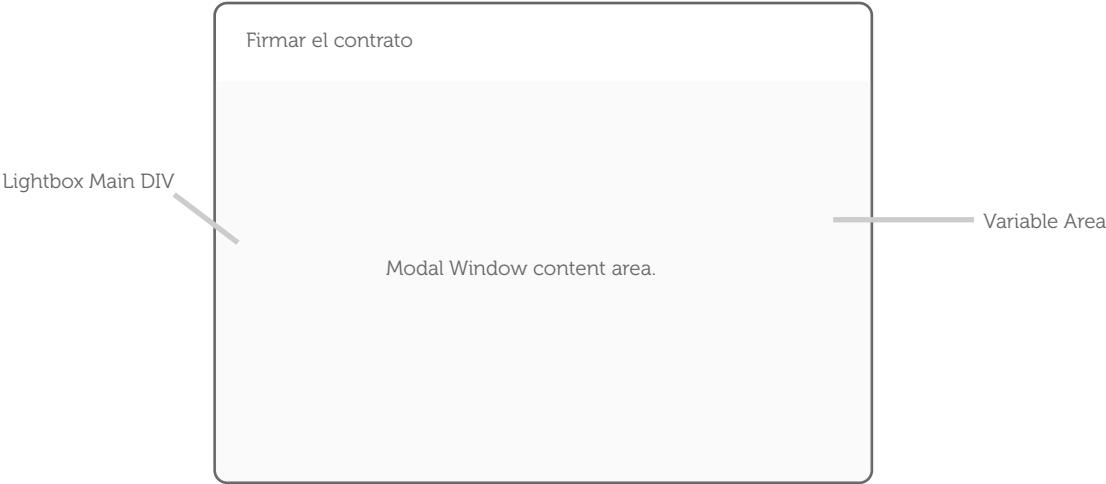 Firmar el contrato
Lightbox Main DIV
Variable Area
Modal Window content area.